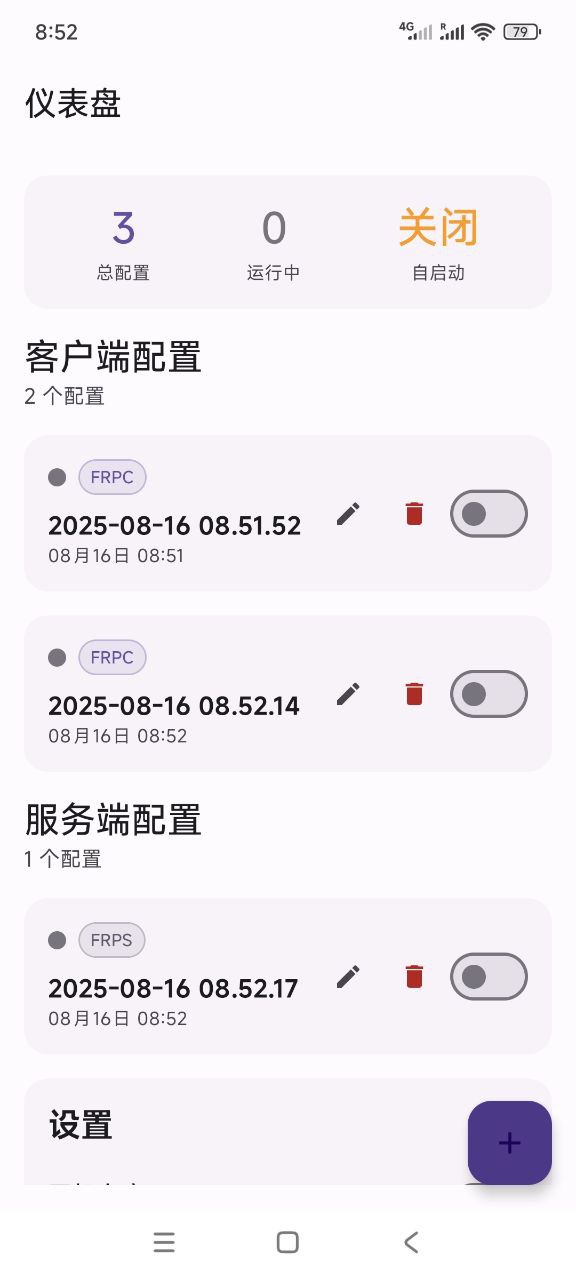 8:52
4G
R
79
仪表盘
3
0
关闭
总配置
运行中
自启动
客户端配置
2 个配置
FRPC
2025-08-16 08.51.52
08月16日 08:51
FRPC
2025-08-16 08.52.14
08月16日 08:52
服务端配置
1 个配置
FRPS
2025-08-16 08.52.17
08月16日 08:52
设置
+